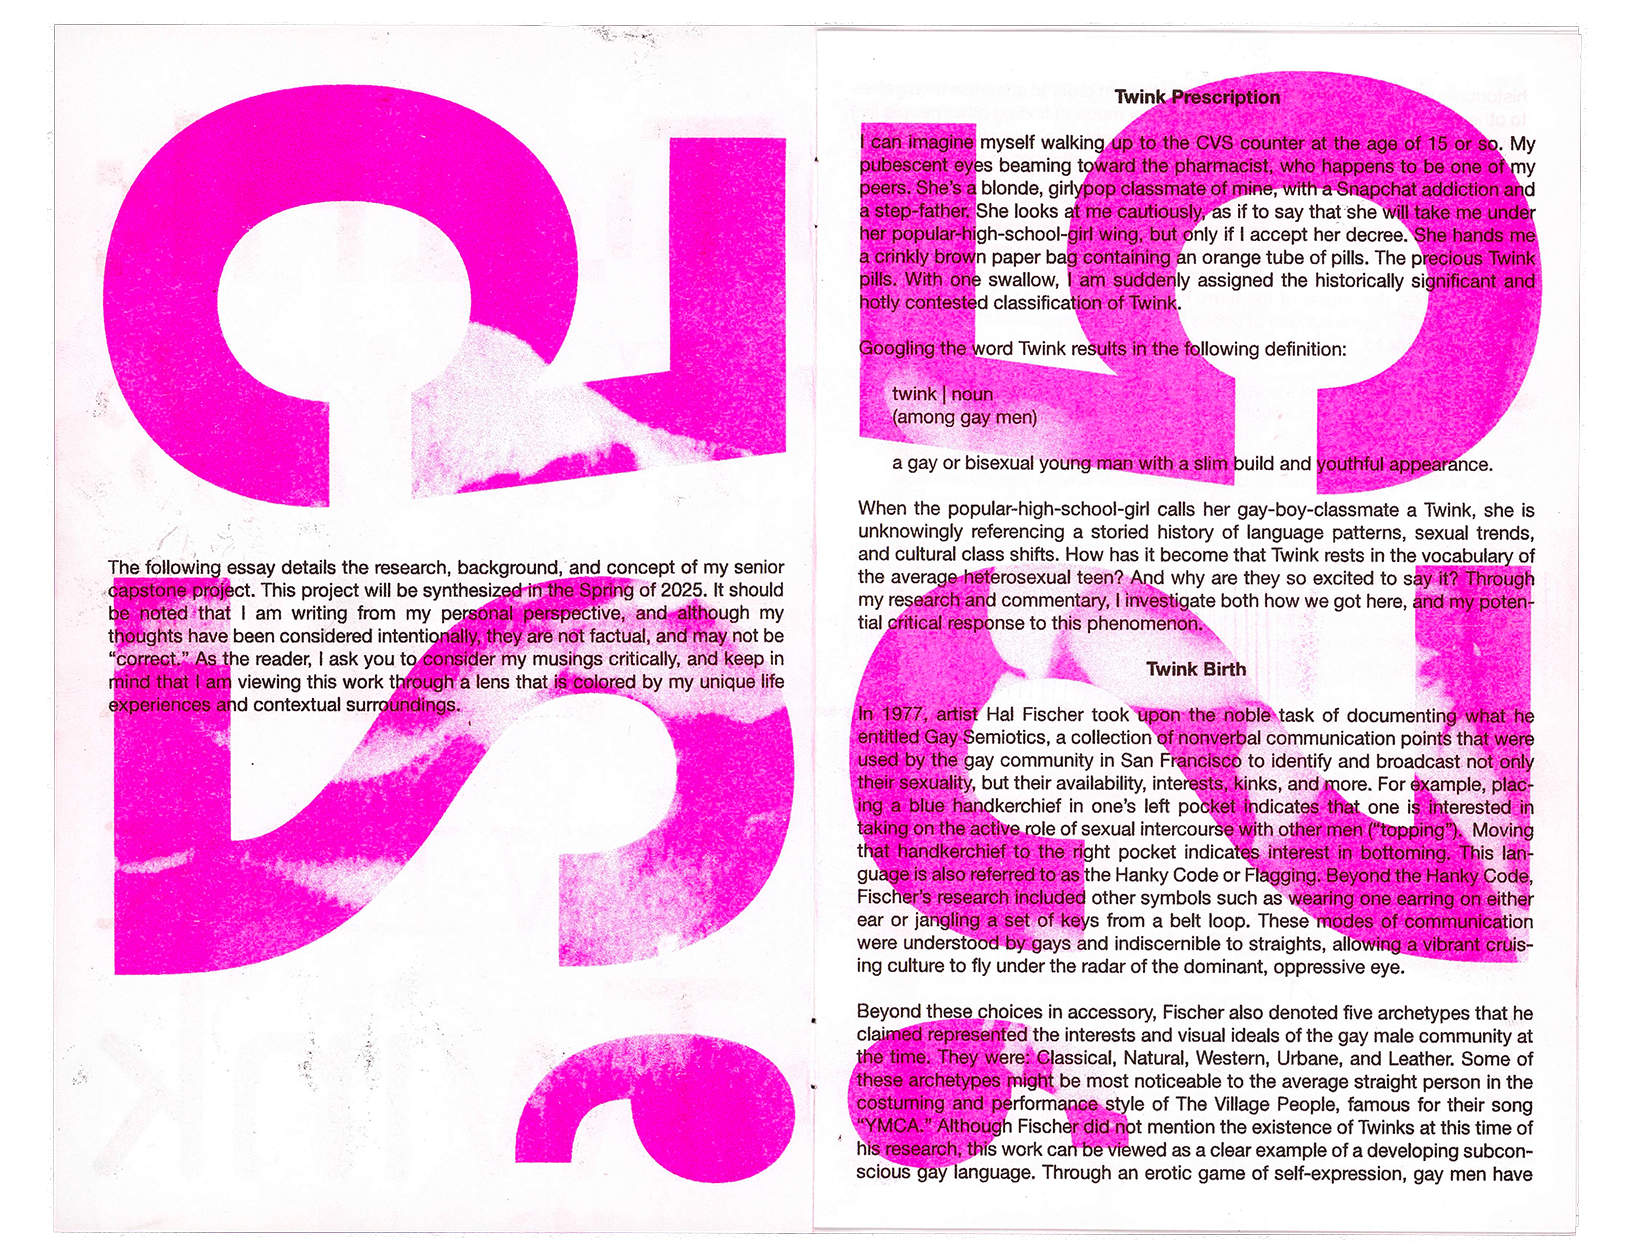 The following essay details the research, background, and concept of my senior
capstone project. This project will be synthesized in the Spring of 2025. It should
be noted that I am writing from my personal perspective, and although my
thoughts have been considered intentionally, they are not factual, and may not be
“correct.” As the reader, I ask you to consider my musings critically, and keep in
mind that I am viewing this work through a lens that is colored by my unique life
experiences and contextual surroundings.
’25
Twink Prescription
I can imagine myself walking up to the CVS counter at the age of 15 or so. My
pubescent eyes beaming toward the pharmacist, who happens to be one of my
peers. She’s a blonde, girlypop classmate of mine, with a Snapchat addiction and
a step-father. She looks at me cautiously, as if to say that she will take me under
her popular-high-school-girl wing, but only if I accept her decree. She hands me
a crinkly brown paper bag containing an orange tube of pills. The precious Twink
pills. With one swallow, I am suddenly assigned the historically significant and
hotly contested classification of Twink.
Googling the word Twink results in the following definition:
twink | noun
(among gay men)
a gay or bisexual young man with a slim build and youthful appearance.
When the popular-high-school-girl calls her gay-boy-classmate a Twink, she is
unknowingly referencing a storied history of language patterns, sexual trends,
and cultural class shifts. How has it become that Twink rests in the vocabulary of
the average heterosexual teen? And why are they so excited to say it? Through
my research and commentary, I investigate both how we got here, and my poten-
tial critical response to this phenomenon.
Twink Birth
In 1977, artist Hal Fischer took upon the noble task of documenting what he
entitled Gay Semiotics, a collection of nonverbal communication points that were
used by the gay community in San Francisco to identify and broadcast not only
their sexuality, but their availability, interests, kinks, and more. For example, plac-
ing a blue handkerchief in one’s left pocket indicates that one is interested in
taking on the active role of sexual intercourse with other men (“topping”).  Moving
that handkerchief to the right pocket indicates interest in bottoming. This lan-
guage is also referred to as the Hanky Code or Flagging. Beyond the Hanky Code,
Fischer’s research included other symbols such as wearing one earring on either
ear or jangling a set of keys from a belt loop. These modes of communication
were understood by gays and indiscernible to straights, allowing a vibrant cruis-
ing culture to fly under the radar of the dominant, oppressive eye.
Beyond these choices in accessory, Fischer also denoted five archetypes that he
claimed represented the interests and visual ideals of the gay male community at
the time. They were: Classical, Natural, Western, Urbane, and Leather. Some of
these archetypes might be most noticeable to the average straight person in the
costuming and performance style of The Village People, famous for their song
“YMCA.” Although Fischer did not mention the existence of Twinks at this time of
his research, this work can be viewed as a clear example of a developing subcon-
scious gay language. Through an erotic game of self-expression, gay men have